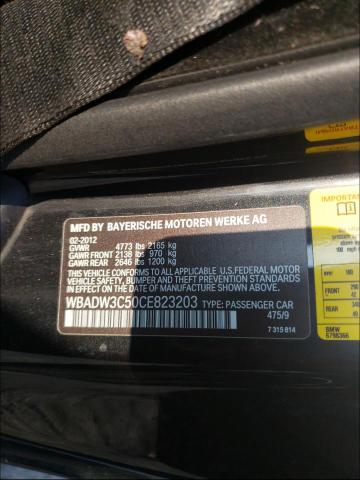 MFD BY BAYERISCHE MOTOREN WERKE AG
02-2012
GVWR 4773 lbs 2165 kg
GAWR FRONT 2138 lbs 970 kg
GAWR REAR 2646 lbs 1200 kg
THIS VEHICLE CONFORMS TO ALL APPLICABLE U.S. FEDERAL MOTOR
VEHICLE SAFETY, BUMPER, AND THEFT PREVENTION STANDARDS
IN EFFECT ON THE DATE OF MANUFACTURE SHOWN ABOVE.
WBADW3C50CE823203 TYPE: PASSENGER CAR
475/9
7 315 814
FRONT
REAR
BMW
6798366